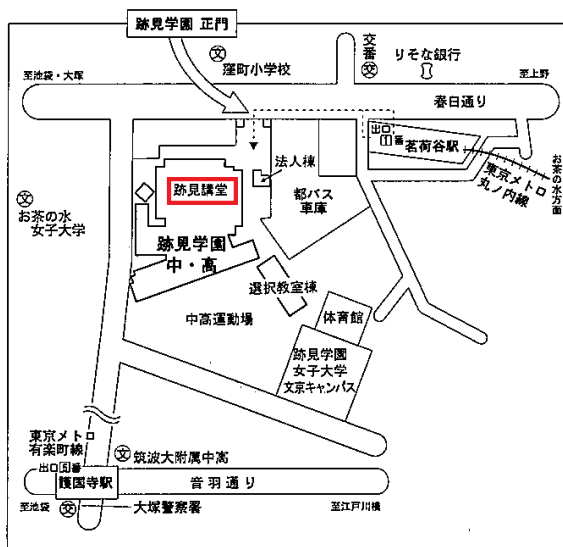 跡見学園 正門
文
窪町小学校
交番
交
りそな銀行
至池袋・大塚
至上野
春日通り
出口
1番
茗荷谷駅
東京メトロ
丸ノ内線
お茶の水方面
法人棟
都バス
車庫
跡見講堂
文
お茶の水
女子大学
跡見学園
中・高
選択教室棟
中高運動場
体育館
跡見学園
女子大学
文京キャンパス
東京メトロ
有楽町線
出口5番
文
筑波大附属中高
護国寺駅
音羽通り
至池袋
交
大塚警察署
至江戸川橋